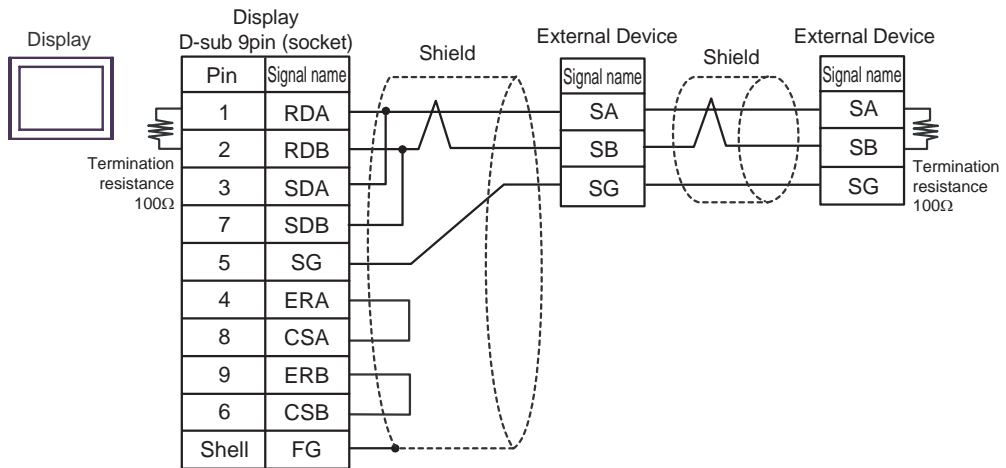 Display
Display
D-sub 9pin (socket)
Pin Signal name
1 RDA
2 RDB
3 SDA
7 SDB
5 SG
4 ERA
8 CSA
9 ERB
6 CSB
Shell FG
Termination
resistance
100Ω
Shield
External Device
Signal name
SA
SB
SG
Shield
External Device
Signal name
SA
SB
SG
Termination
resistance
100Ω